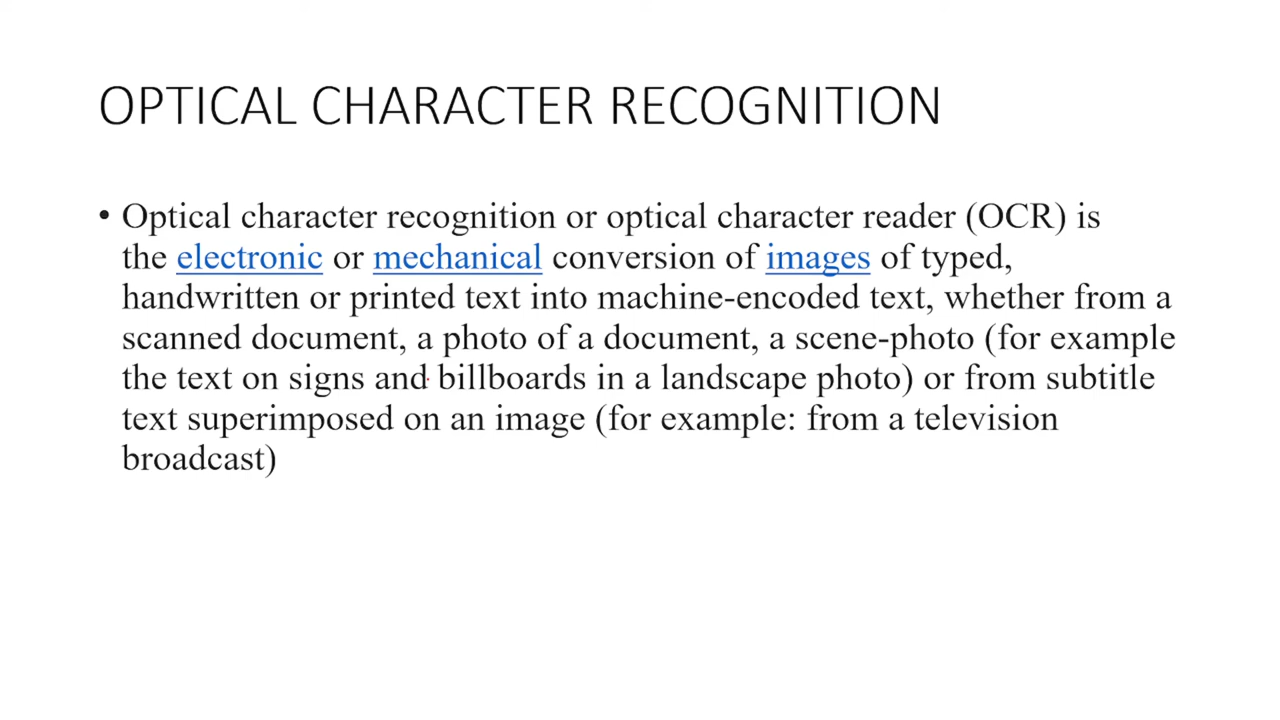 OPTICAL CHARACTER RECOGNITION
• Optical character recognition or optical character reader (OCR) is
the electronic or mechanical conversion of images of typed,
handwritten or printed text into machine-encoded text, whether from a
scanned document, a photo of a document, a scene-photo (for example
the text on signs and billboards in a landscape photo) or from subtitle
text superimposed on an image (for example: from a television
broadcast)